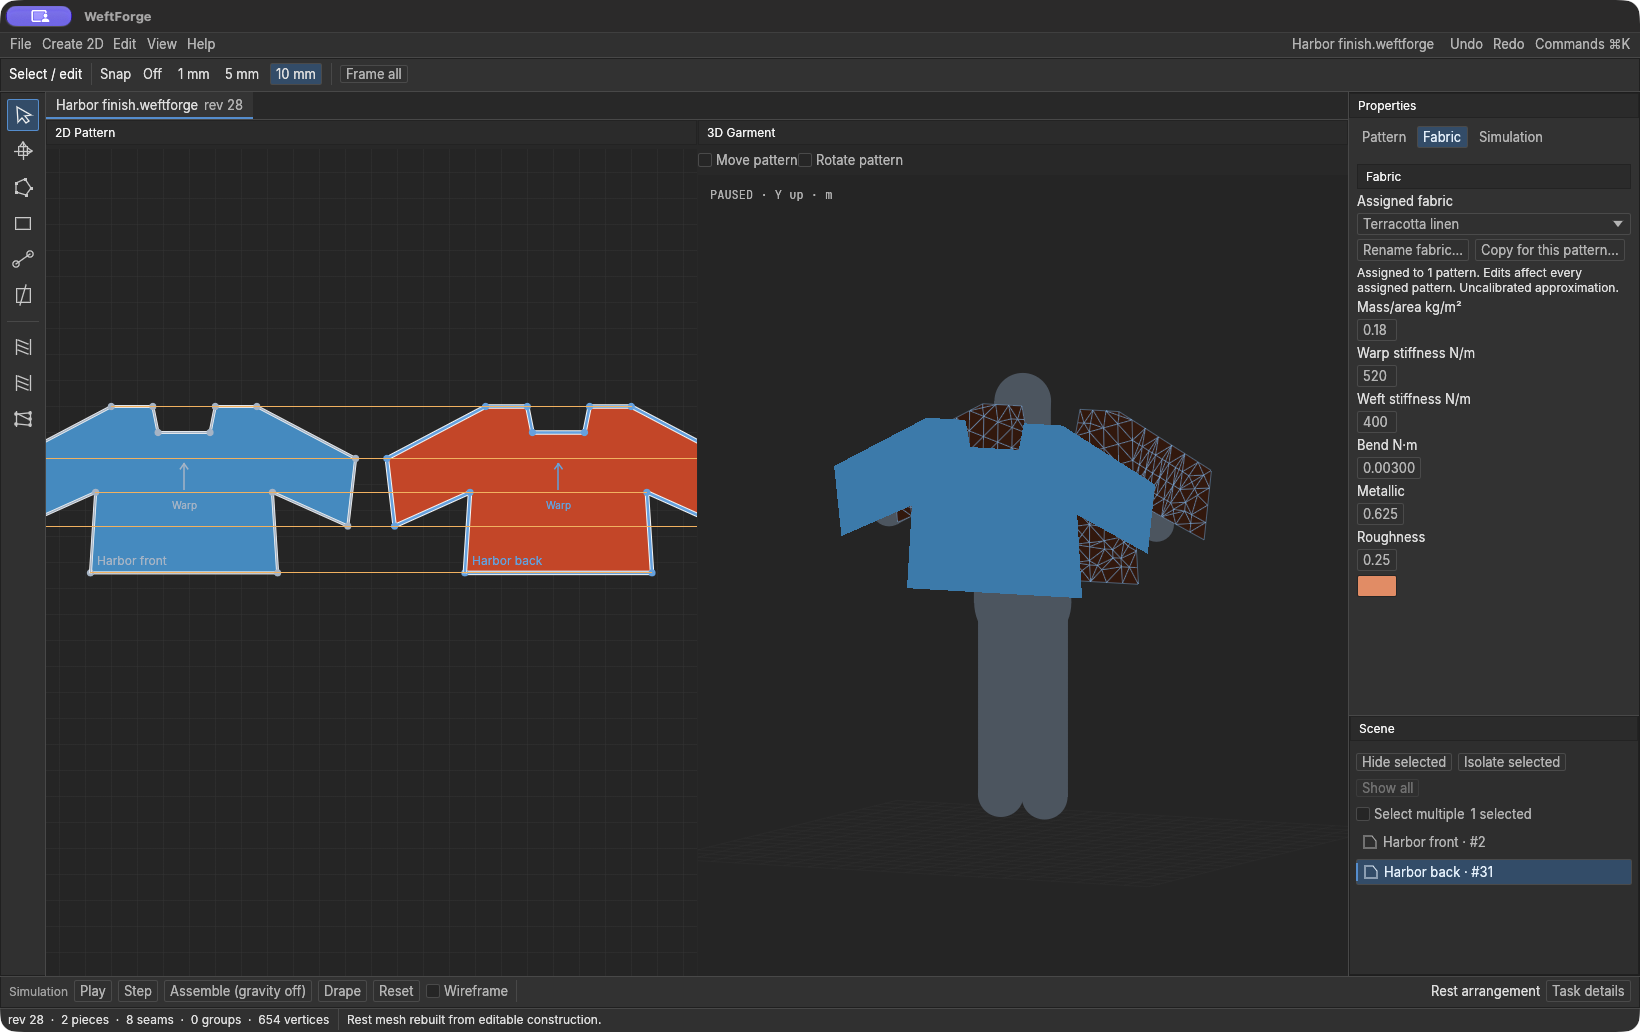 WeftForge
File Create 2D Edit View Help
Harbor finish.weftforge Undo Redo Commands ⌘K
Select / edit Snap Off 1 mm 5 mm 10 mm Frame all
Harbor finish.weftforge rev 28
2D Pattern
3D Garment
Move pattern Rotate pattern
PAUSED · Y up · m
Warp
Harbor front
Warp
Harbor back
Properties
Pattern Fabric Simulation
Fabric
Assigned fabric
Terracotta linen
Rename fabric... Copy for this pattern...
Assigned to 1 pattern. Edits affect every
assigned pattern. Uncalibrated approximation.
Mass/area kg/m²
0.18
Warp stiffness N/m
520
Weft stiffness N/m
400
Bend N·m
0.00300
Metallic
0.625
Roughness
0.25
Scene
Hide selected Isolate selected
Show all
Select multiple 1 selected
Harbor front · #2
Harbor back · #31
Simulation Play Step Assemble (gravity off) Drape Reset Wireframe
Rest arrangement Task details
rev 28 · 2 pieces · 8 seams · 0 groups · 654 vertices Rest mesh rebuilt from editable construction.